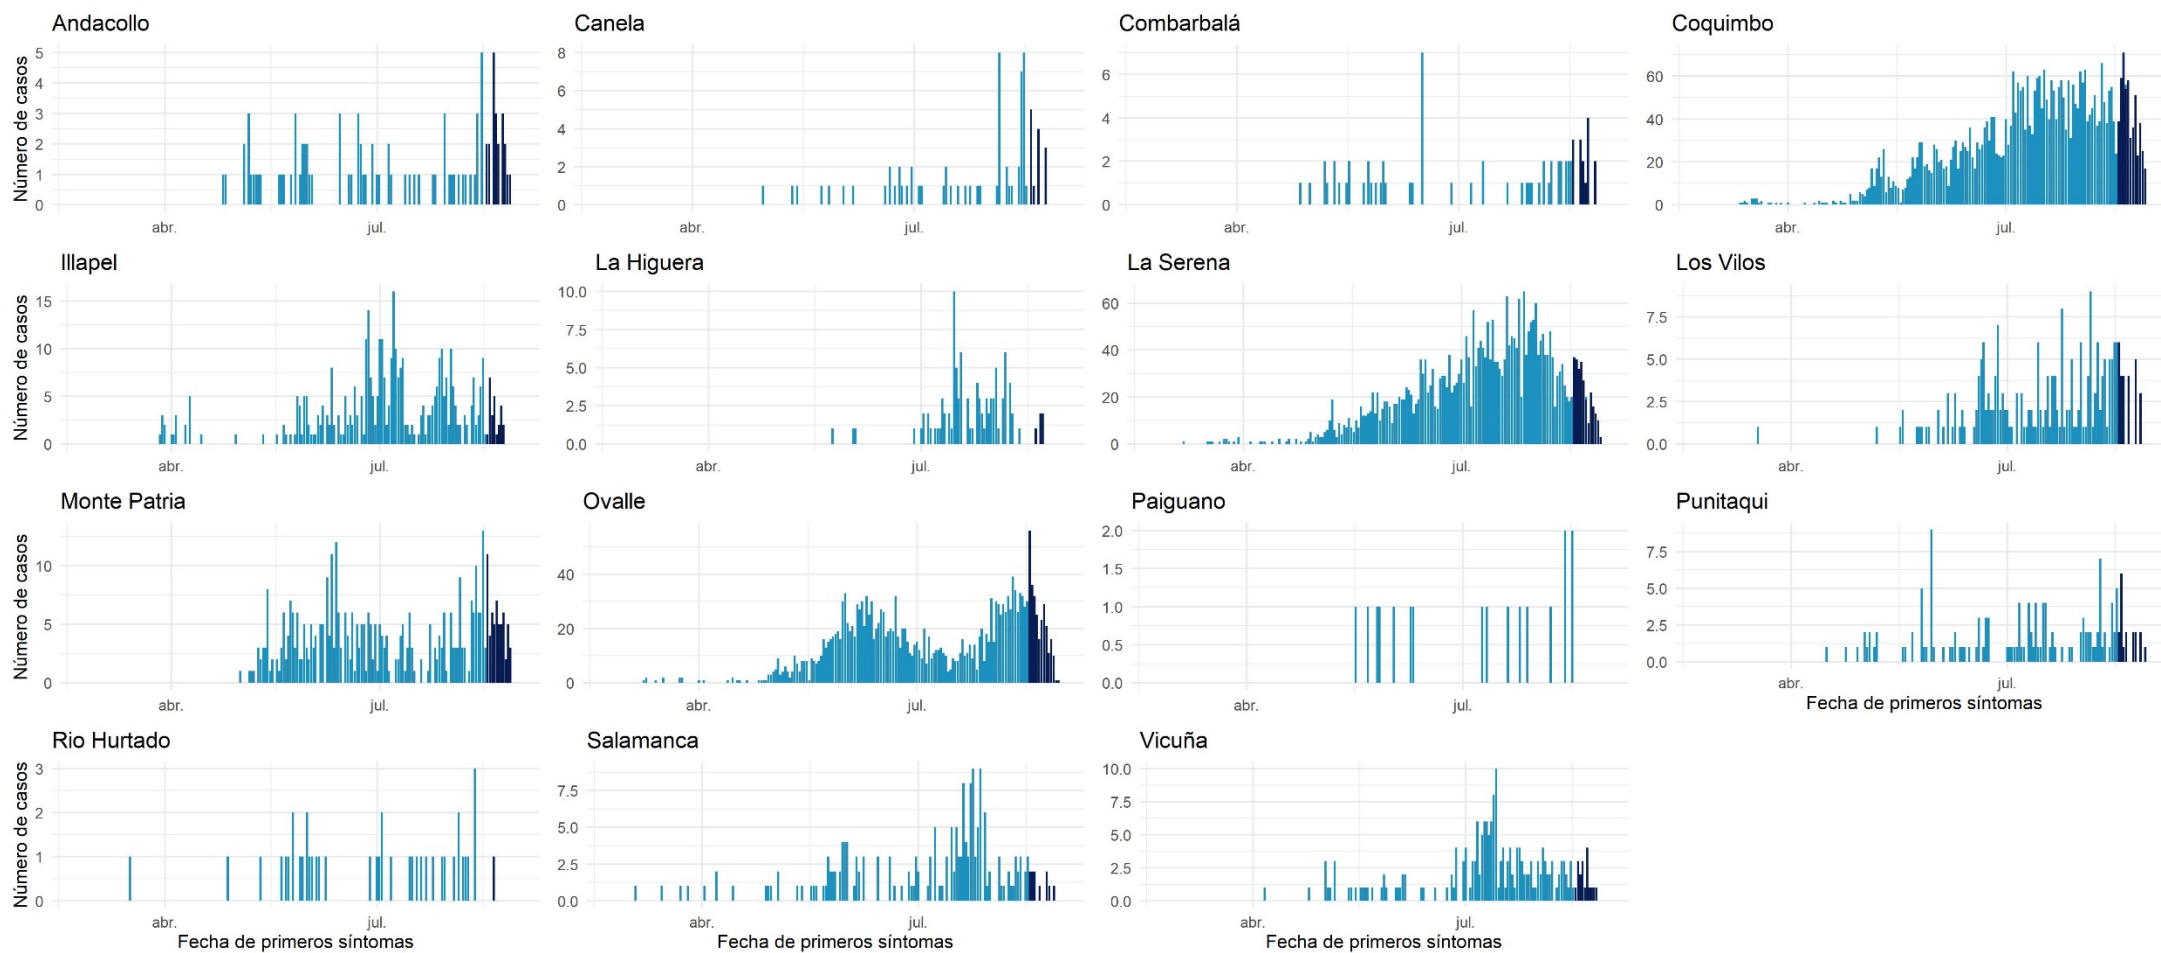 Andacollo
Canela
Combarbalá
Coquimbo
Número de casos
5
4
3
2
1
0
abr.
jul.
8
6
4
2
0
abr.
jul.
6
4
2
0
abr.
jul.
60
40
20
0
abr.
jul.
Illapel
La Higuera
La Serena
Los Vilos
Número de casos
15
10
5
0
abr.
jul.
10.0
7.5
5.0
2.5
0.0
abr.
jul.
60
40
20
0
abr.
jul.
7.5
5.0
2.5
0.0
abr.
jul.
Monte Patria
Ovalle
Paiguano
Punitaqui
Número de casos
10
5
0
abr.
jul.
40
20
0
abr.
jul.
2.0
1.5
1.0
0.5
0.0
abr.
jul.
7.5
5.0
2.5
0.0
abr.
jul.
Fecha de primeros síntomas
Rio Hurtado
Salamanca
Vicuña
Número de casos
3
2
1
0
abr.
jul.
Fecha de primeros síntomas
7.5
5.0
2.5
0.0
abr.
jul.
Fecha de primeros síntomas
10.0
7.5
5.0
2.5
0.0
abr.
jul.
Fecha de primeros síntomas